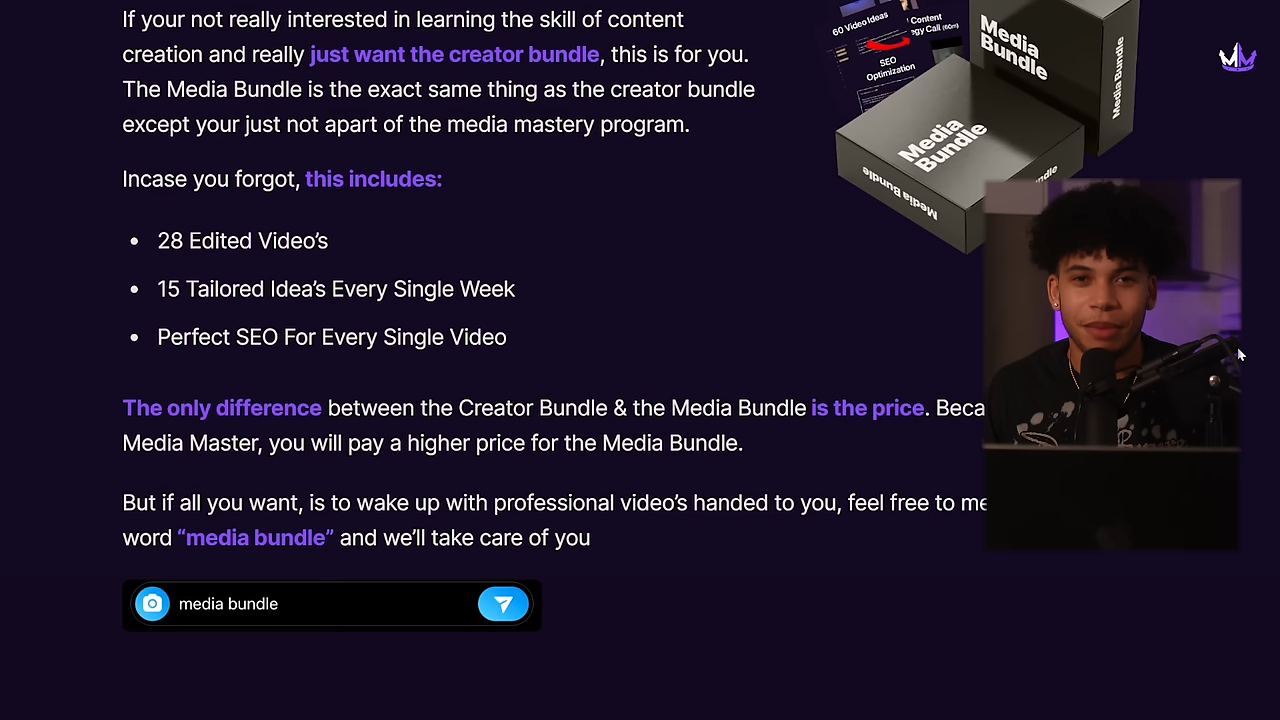 If your not really interested in learning the skill of content
creation and really just want the creator bundle, this is for you.
The Media Bundle is the exact same thing as the creator bundle
except your just not apart of the media mastery program.
Incase you forgot, this includes:
• 28 Edited Video’s
• 15 Tailored Idea’s Every Single Week
• Perfect SEO For Every Single Video
The only difference between the Creator Bundle & the Media Bundle is the price. Beca
Media Master, you will pay a higher price for the Media Bundle.
But if all you want, is to wake up with professional video’s handed to you, feel free to me
word “media bundle” and we’ll take care of you
media bundle
60 Video Ideas
Content
egy Call (60m)
SEO
Optimization
Media
Bundle
Media Bundle
Media
Bundle
Media Bundle
ndle